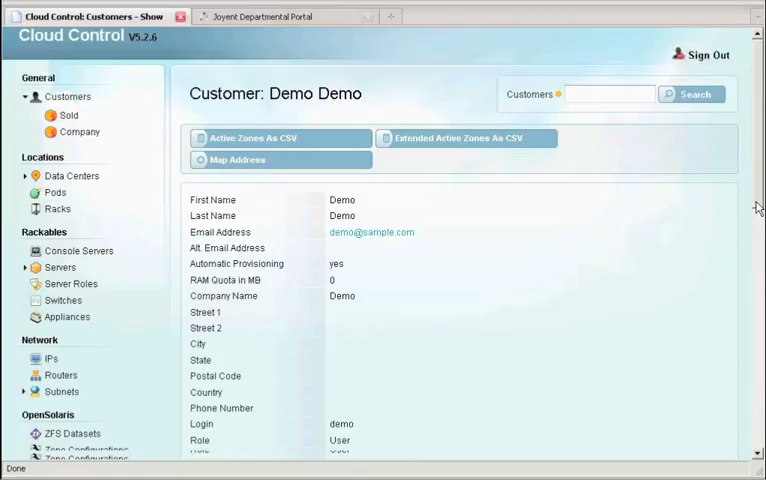 Cloud Control: Customers - Show
Joyent Departmental Portal
Cloud Control V5.2.6
Sign Out
General
Customers
Sold
Company
Locations
Data Centers
Pods
Racks
Rackables
Console Servers
Servers
Server Roles
Switches
Appliances
Network
IPs
Routers
Subnets
OpenSolaris
ZFS Datasets
Zone Configurations
Customer: Demo Demo
Customers
Search
Active Zones As CSV
Extended Active Zones As CSV
Map Address
First Name Demo
Last Name Demo
Email Address demo@sample.com
Alt. Email Address
Automatic Provisioning yes
RAM Quota in MB 0
Company Name Demo
Street 1
Street 2
City
State
Postal Code
Country
Phone Number
Login demo
Role User
Done